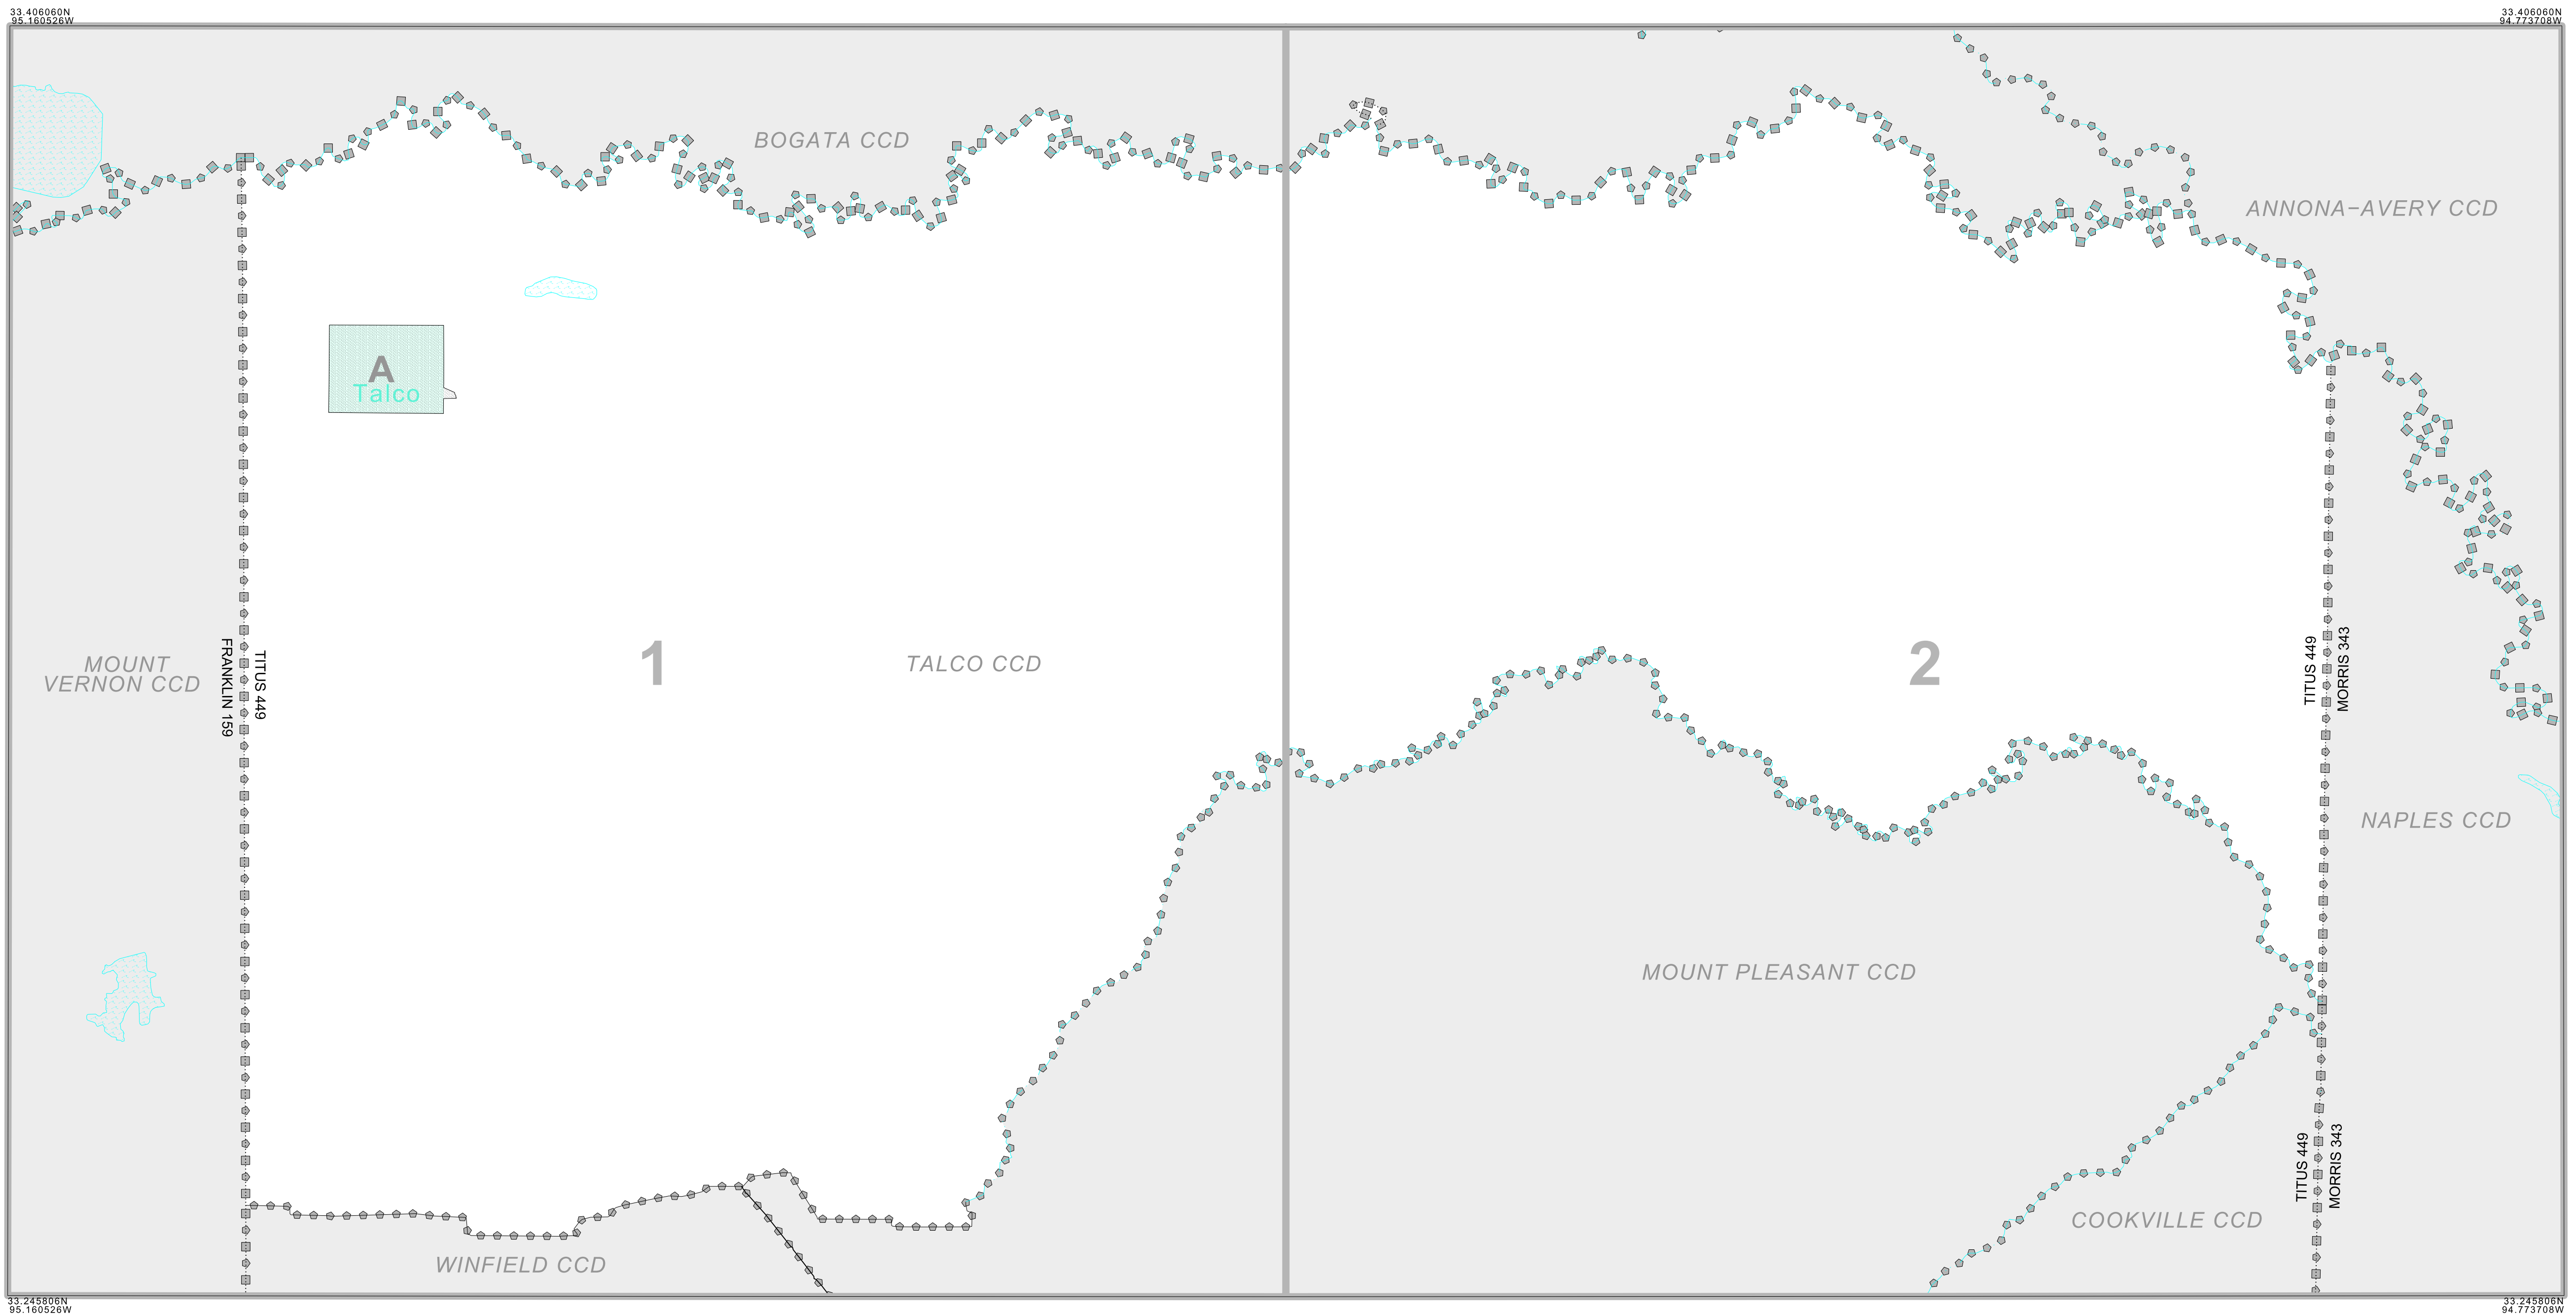 33.406060N
95.160526W
33.406060N
94.773708W
BOGATA CCD
ANNONA-AVERY CCD
A
Talco
MOUNT
VERNON CCD
FRANKLIN 159
TITUS 449
1
TALCO CCD
2
TITUS 449
MORRIS 343
NAPLES CCD
MOUNT PLEASANT CCD
TITUS 449
MORRIS 343
COOKVILLE CCD
WINFIELD CCD
33.245806N
95.160526W
33.245806N
94.773708W